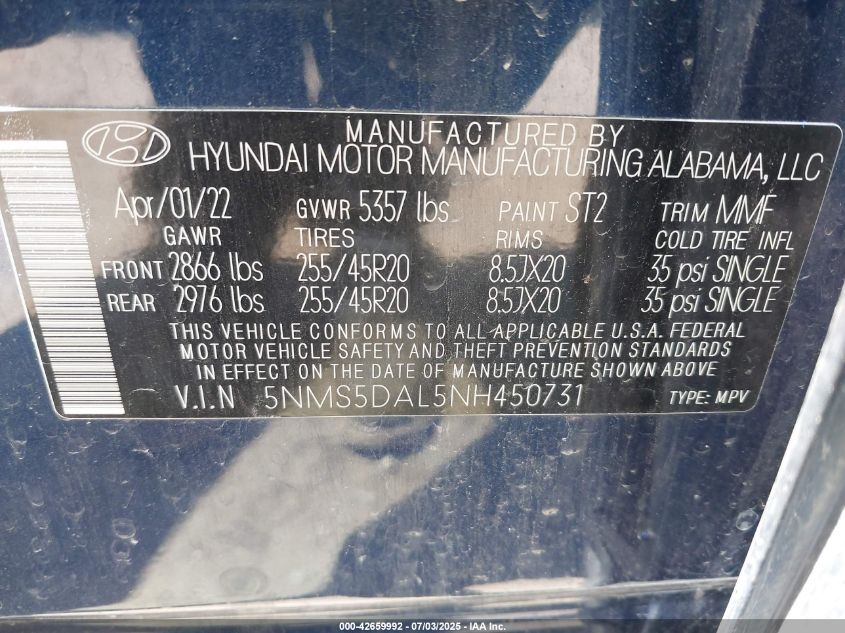 MANUFACTURED BY
HYUNDAI MOTOR MANUFACTURING ALABAMA, LLC
Apr/01/22 GVWR 5357 lbs PAINT ST2 TRIM MMF
GAWR TIRES RIMS COLD TIRE INFL
FRONT 2866 lbs 255/45R20 8.5JX20 35 psi SINGLE
REAR 2976 lbs 255/45R20 8.5JX20 35 psi SINGLE
THIS VEHICLE CONFORMS TO ALL APPLICABLE U.S.A. FEDERAL
MOTOR VEHICLE SAFETY AND THEFT PREVENTION STANDARDS
IN EFFECT ON THE DATE OF MANUFACTURE SHOWN ABOVE
V.I.N 5NMS5DAL5NH450731 TYPE: MPV
000-42659992 - 07/03/2025 - IAA Inc.